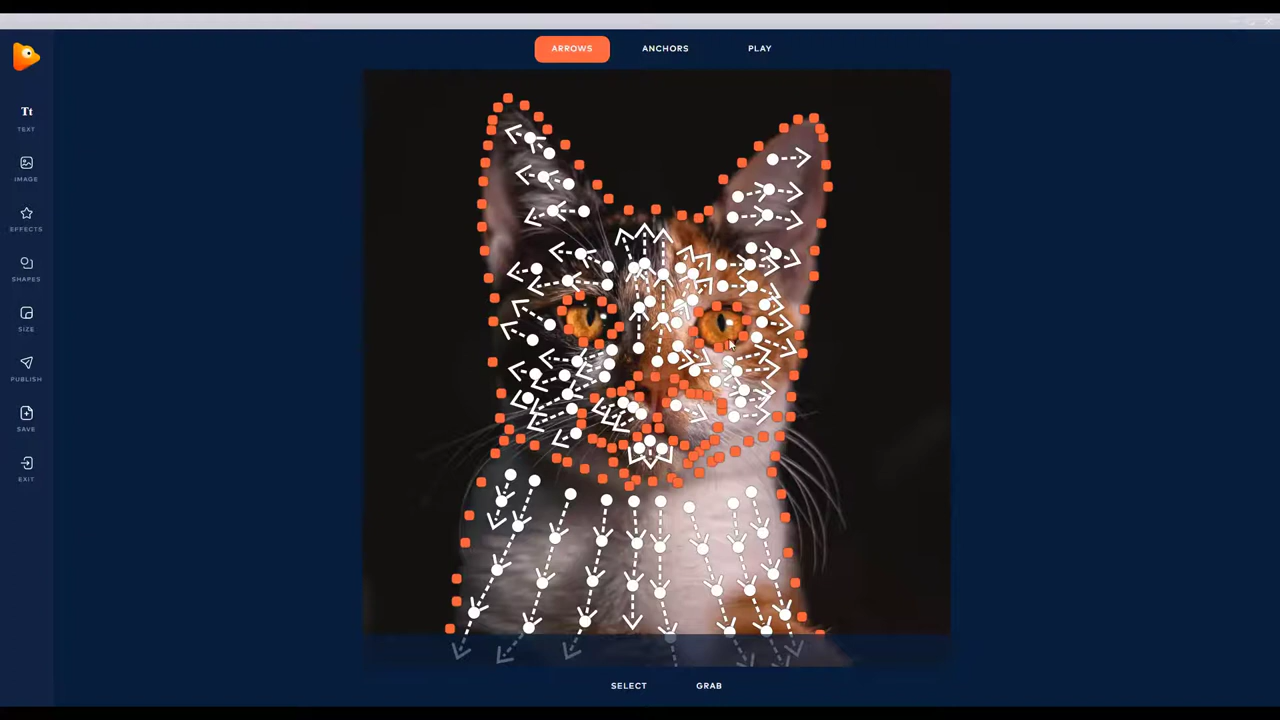 ARROWS
ANCHORS
PLAY
Tt
TEXT
IMAGE
EFFECTS
SHAPES
SIZE
PUBLISH
SAVE
EXIT
SELECT
GRAB